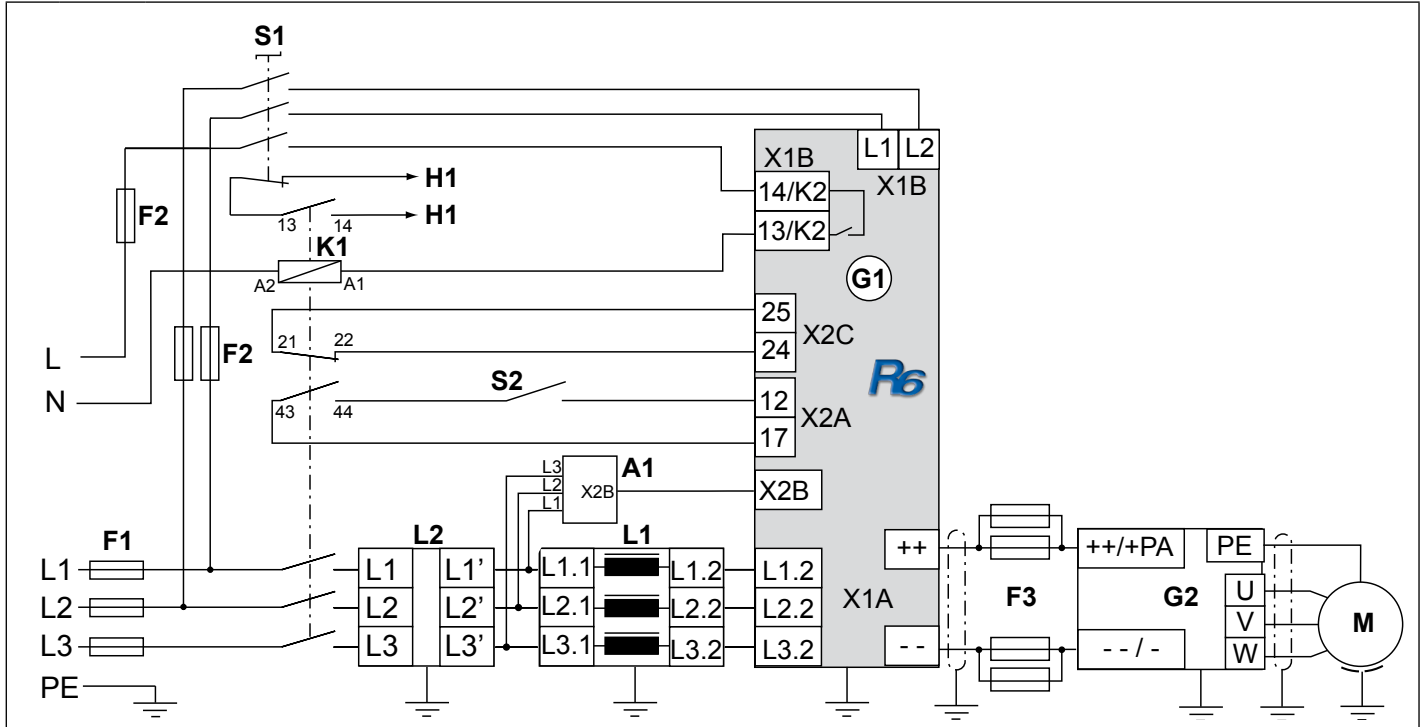 S1
L1 L2
X1B
X1B
14/K2
H1
F2
H1
13 14
13/K2
K1
A2 A1
G1
25
X2C
21 22
24
L
F2
R6
S2
12
N
43 44
X2A
17
L3
L2
L1
X2B
A1
X2B
F1
L2
L1
++
++/+PA
PE
L1
L1
L1'
L1.1
L1.2
L1.2
X1A
F3
G2
U
L2
L2
L2'
L2.1
L2.2
L2.2
V
M
L3
L3
L3'
L3.1
L3.2
L3.2
- -
- - / -
W
PE